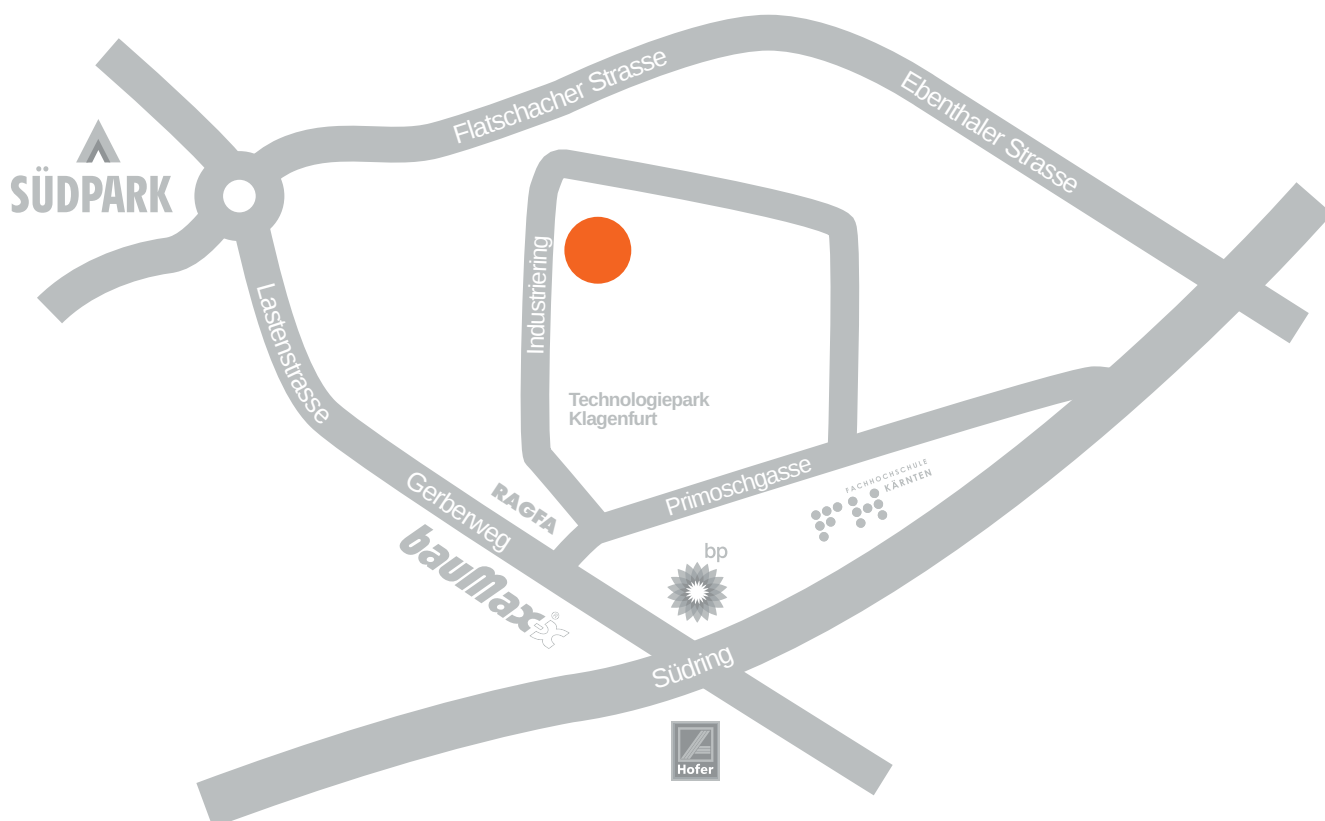 Flatschacher Strasse
Ebenthaler Strasse
SÜDPARK
Industriering
Lastenstrasse
Technologiepark
Klagenfurt
Gerberweg
RAGFA
Primoschgasse
FACHHOCHSCHULE
KÄRNTEN
bauMax
bp
Südring
Hofer